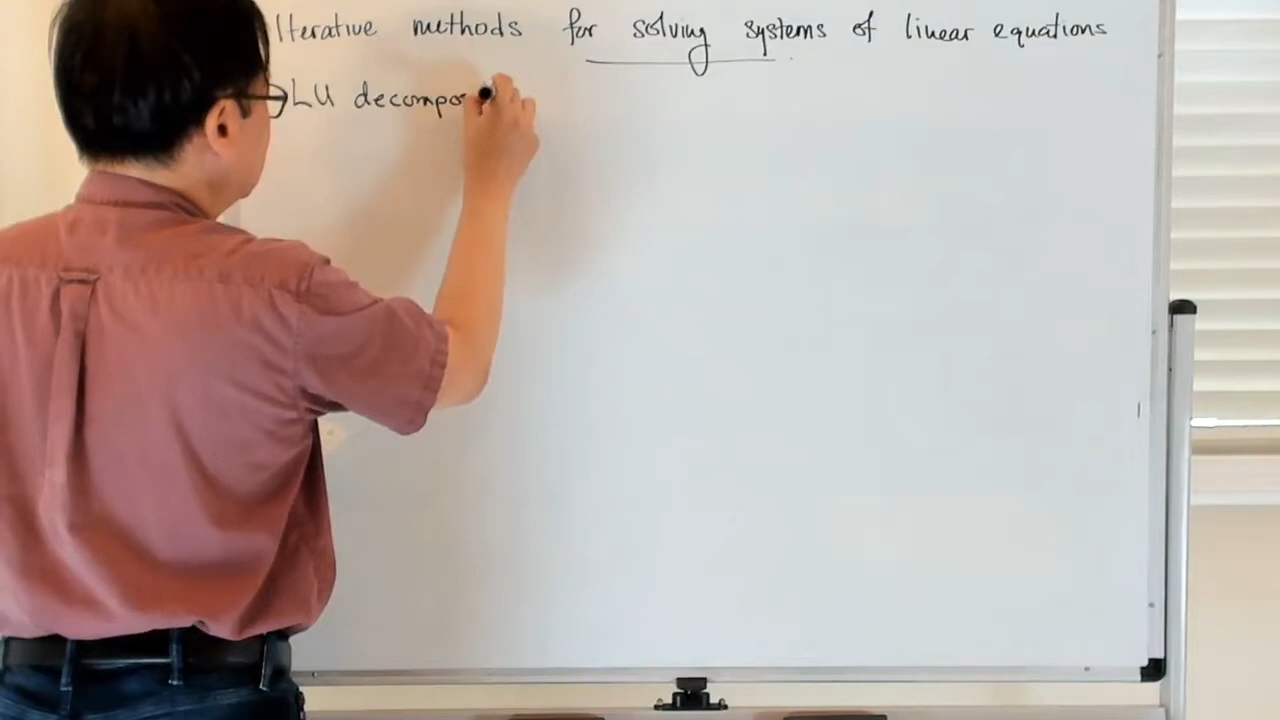 Iterative methods for solving systems of linear equations
LU decompo